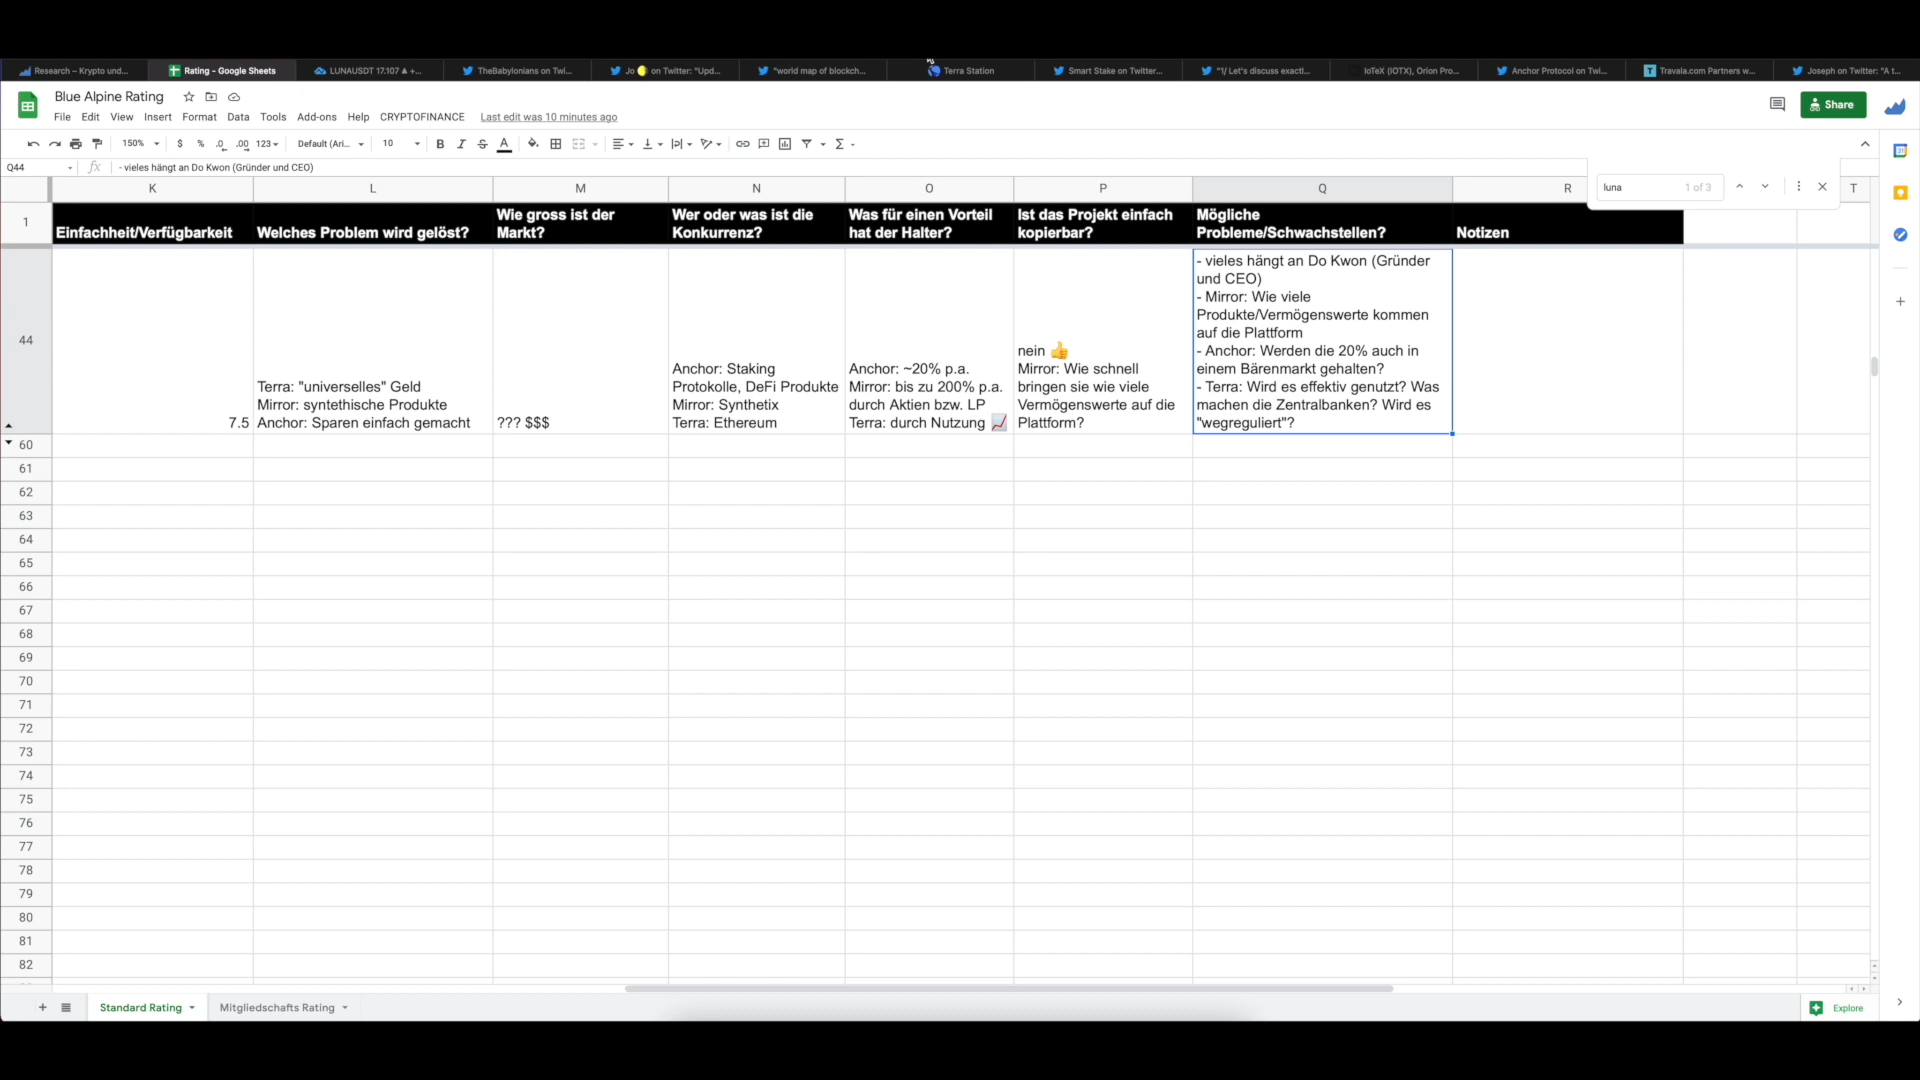 Research – Krypto und...
Rating - Google Sheets
LUNAUSDT 17.107 ▲ +...
TheBabylonians on Twi...
Jo 🌕 on Twitter: "Upd...
"world map of blockch...
Terra Station
Smart Stake on Twitter...
"1/ Let's discuss exactl...
IoTeX (IOTX), Orion Pro...
Anchor Protocol on Twi...
Travala.com Partners w...
Joseph on Twitter: "A t...
Blue Alpine Rating
Share
File Edit View Insert Format Data Tools Add-ons Help CRYPTOFINANCE Last edit was 10 minutes ago
150% $ % .0 .00 123 Default (Ari... 10 B I S A Σ
Q44 fx - vieles hängt an Do Kwon (Gründer und CEO)
luna 1 of 3
K L M N O P Q R T
1
Einfachheit/Verfügbarkeit
Welches Problem wird gelöst?
Wie gross ist der
Markt?
Wer oder was ist die
Konkurrenz?
Was für einen Vorteil
hat der Halter?
Ist das Projekt einfach
kopierbar?
Mögliche
Probleme/Schwachstellen?
Notizen
44
7.5
Terra: "universelles" Geld
Mirror: syntethische Produkte
Anchor: Sparen einfach gemacht
??? $$$
Anchor: Staking
Protokolle, DeFi Produkte
Mirror: Synthetix
Terra: Ethereum
Anchor: ~20% p.a.
Mirror: bis zu 200% p.a.
durch Aktien bzw. LP
Terra: durch Nutzung 📈
nein 👍
Mirror: Wie schnell
bringen sie wie viele
Vermögenswerte auf die
Plattform?
- vieles hängt an Do Kwon (Gründer
und CEO)
- Mirror: Wie viele
Produkte/Vermögenswerte kommen
auf die Plattform
- Anchor: Werden die 20% auch in
einem Bärenmarkt gehalten?
- Terra: Wird es effektiv genutzt? Was
machen die Zentralbanken? Wird es
"wegreguliert"?
60
61
62
63
64
65
66
67
68
69
70
71
72
73
74
75
76
77
78
79
80
81
82
Standard Rating
Mitgliedschafts Rating
Explore